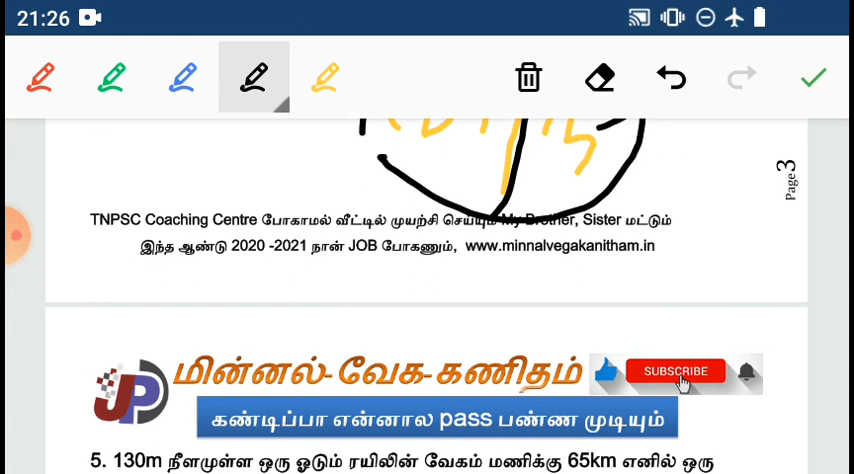 21:26
Page 3
TNPSC Coaching Centre போகாமல் வீட்டில் முயற்சி செய்யும் My Brother, Sister மட்டும்
இந்த ஆண்டு 2020 -2021 நான் JOB போகணும், www.minnalvegakanitham.in
JP
மின்னல்-வேக-கணிதம்
SUBSCRIBE
கண்டிப்பா என்னால pass பண்ண முடியும்
5. 130m நீளமுள்ள ஒரு ஓடும் ரயிலின் வேகம் மணிக்கு 65km எனில் ஒரு